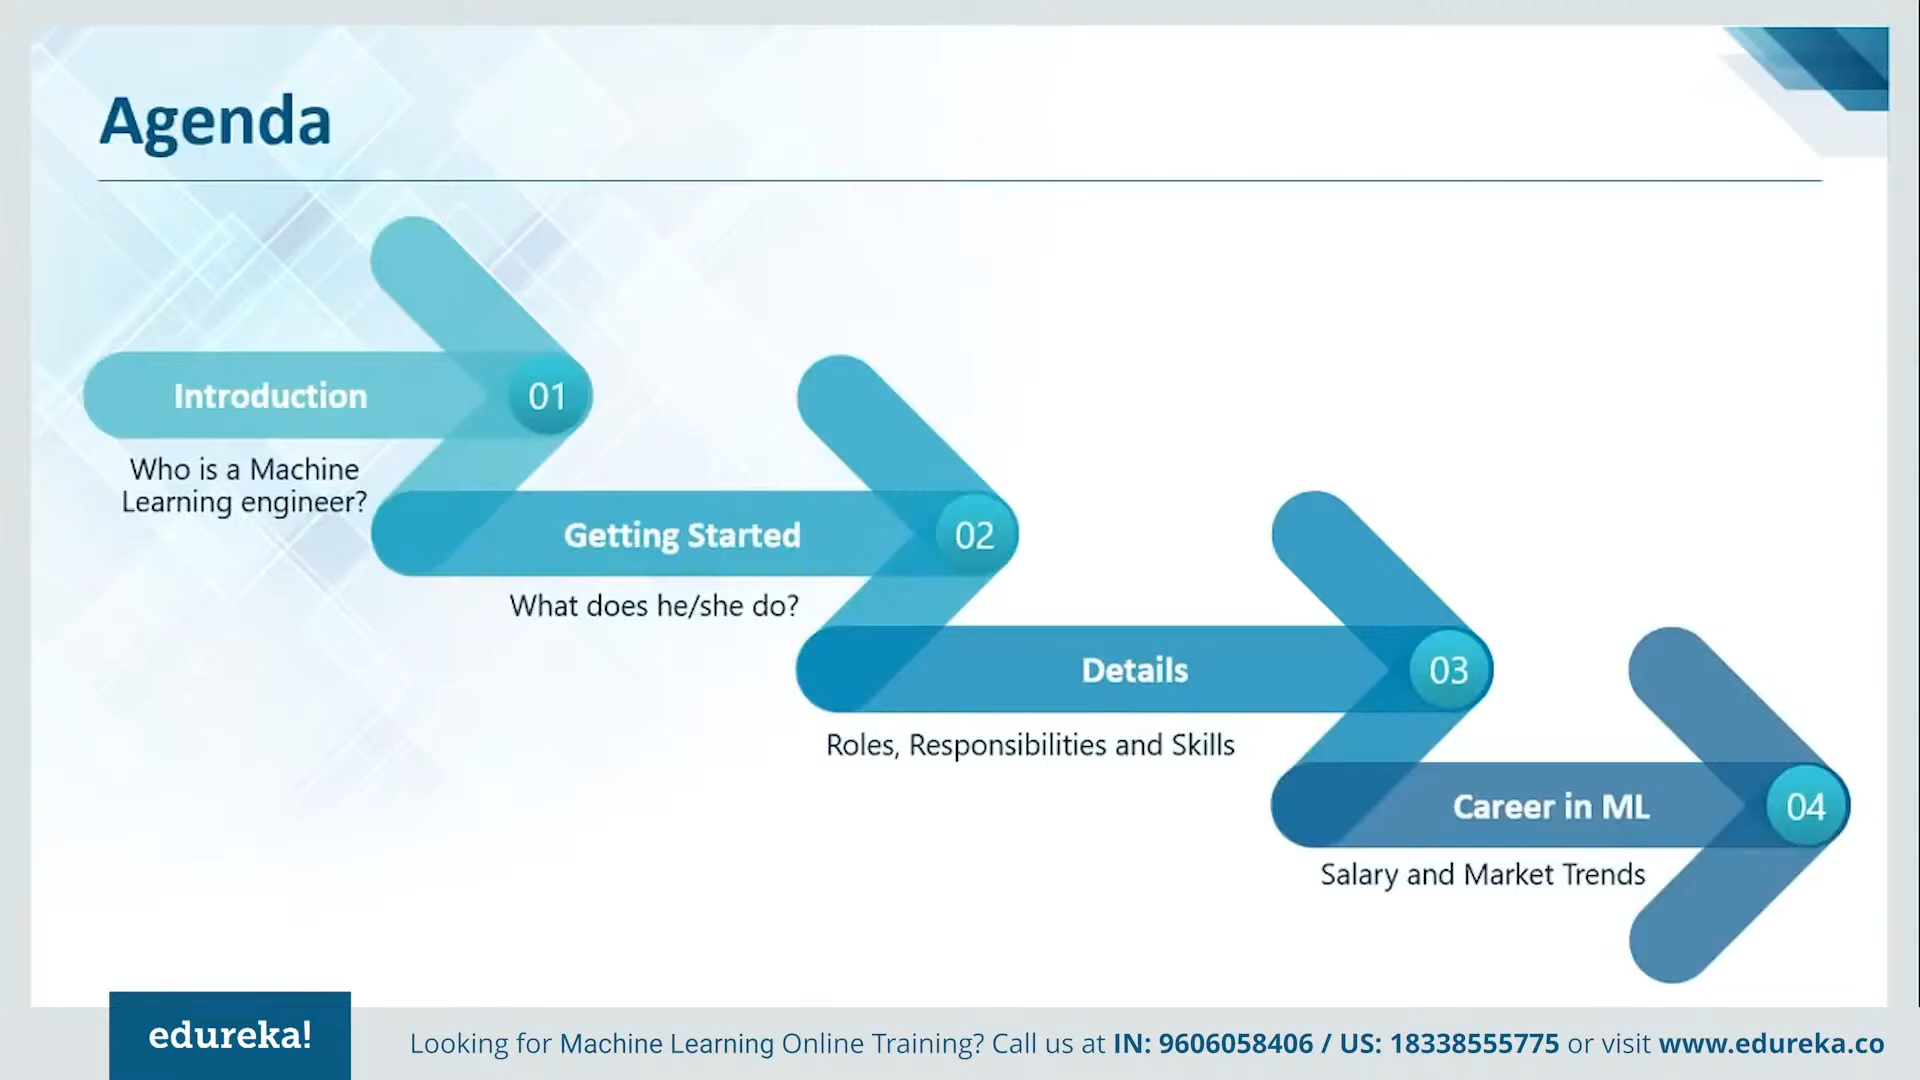 Agenda
Introduction 01
Who is a Machine
Learning engineer?
Getting Started 02
What does he/she do?
Details 03
Roles, Responsibilities and Skills
Career in ML 04
Salary and Market Trends
edureka!
Looking for Machine Learning Online Training? Call us at IN: 9606058406 / US: 18338555775 or visit www.edureka.co